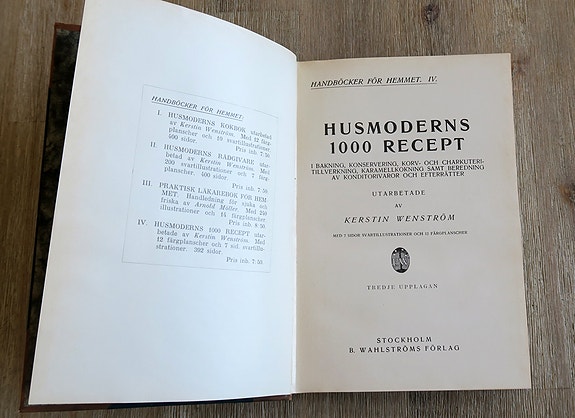 HANDBÖCKER FÖR HEMMET.
I. HUSMODERNS KOKBOK utarbetad
av Kerstin Wenström. Med 32 färg-
planscher och 10 svartillustrationer
400 sidor Pris inb. 7: 50
II. HUSMODERNS RÅDGIVARE utar-
betad av Kerstin Wenström. Med
200 svartillustrationer och 7 färg-
planscher. 400 sidor
Pris inb. 7: 50.
III. PRAKTISK LÄKAREBOK FÖR HEM-
MET. Handledning för sjuka och
friska av Arnold Möller. Med 250
illustrationer och 15 färgplanscher
Pris inb. 7: 50
IV. HUSMODERNS 1000 RECEPT utar-
betade av Kerstin Wenström. Med
12 färgplanscher och 7 sid. svartillu-
strationer. 392 sidor.
Pris inb. 7: 50.
HANDBÖCKER FÖR HEMMET. IV.
HUSMODERNS
1000 RECEPT
I BAKNING, KONSERVERING, KORV- OCH CHARKUTERI-
TILLVERKNING, KARAMELLKOKNING SAMT BEREDNING
AV KONDITORIVAROR OCH EFTERRÄTTER
UTARBETADE
AV
KERSTIN WENSTRÖM
MED 7 SIDOR SVARTILLUSTRATIONER OCH 12 FÄRGPLANSCHER
TREDJE UPPLAGAN
STOCKHOLM
B. WAHLSTRÖMS FÖRLAG